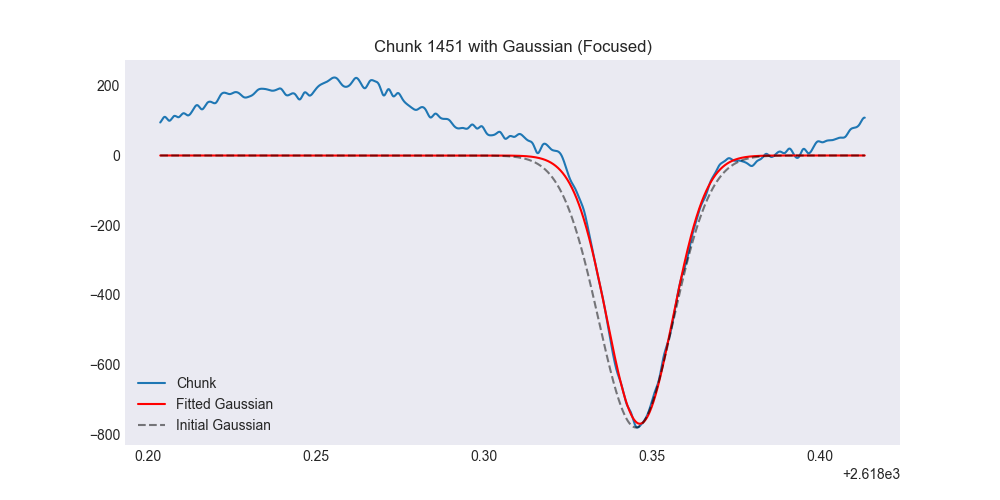 Chunk 1451 with Gaussian (Focused)
200
0
−200
−400
−600
−800
Chunk
Fitted Gaussian
Initial Gaussian
0.20 0.25 0.30 0.35 0.40
+2.618e3